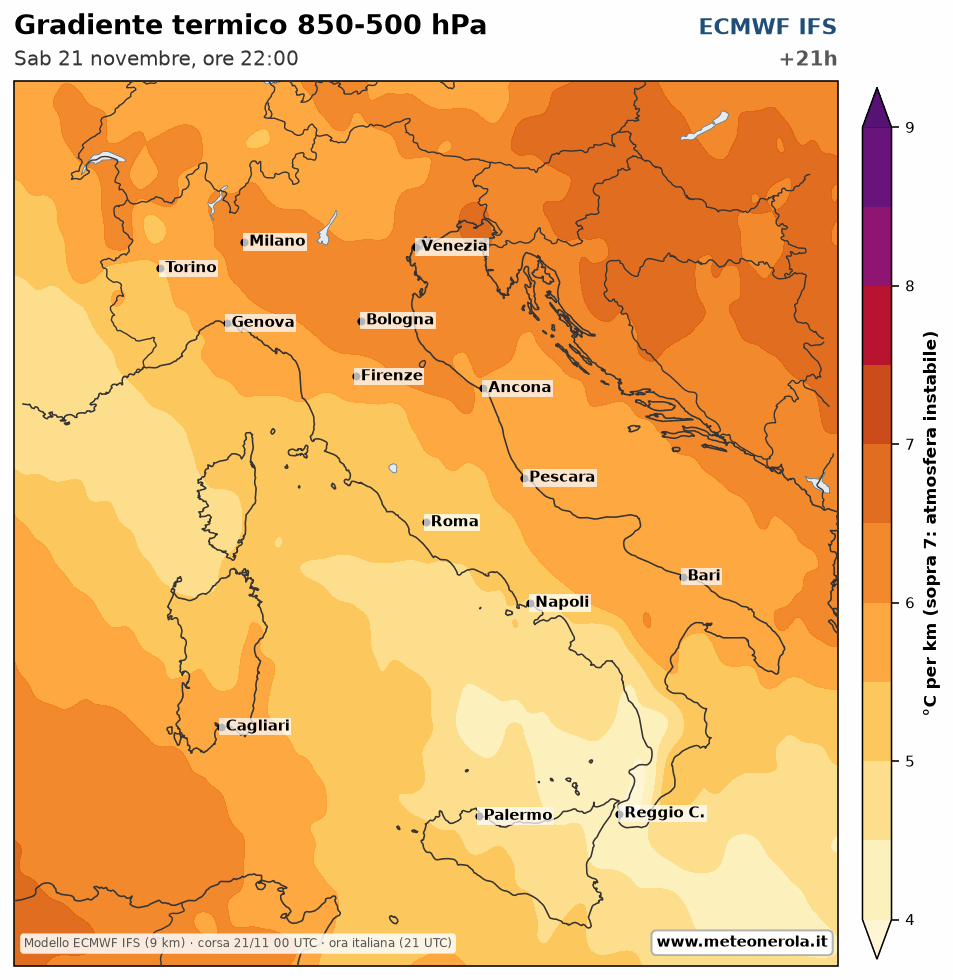 Gradiente termico 850-500 hPa
ECMWF IFS
Sab 21 novembre, ore 22:00
+21h
9
8
7
6
5
4
°C per km (sopra 7: atmosfera instabile)
Milano
Venezia
Torino
Genova
Bologna
Firenze
Ancona
Pescara
Roma
Bari
Napoli
Cagliari
Palermo
Reggio C.
Modello ECMWF IFS (9 km) · corsa 21/11 00 UTC · ora italiana (21 UTC)
www.meteonerola.it